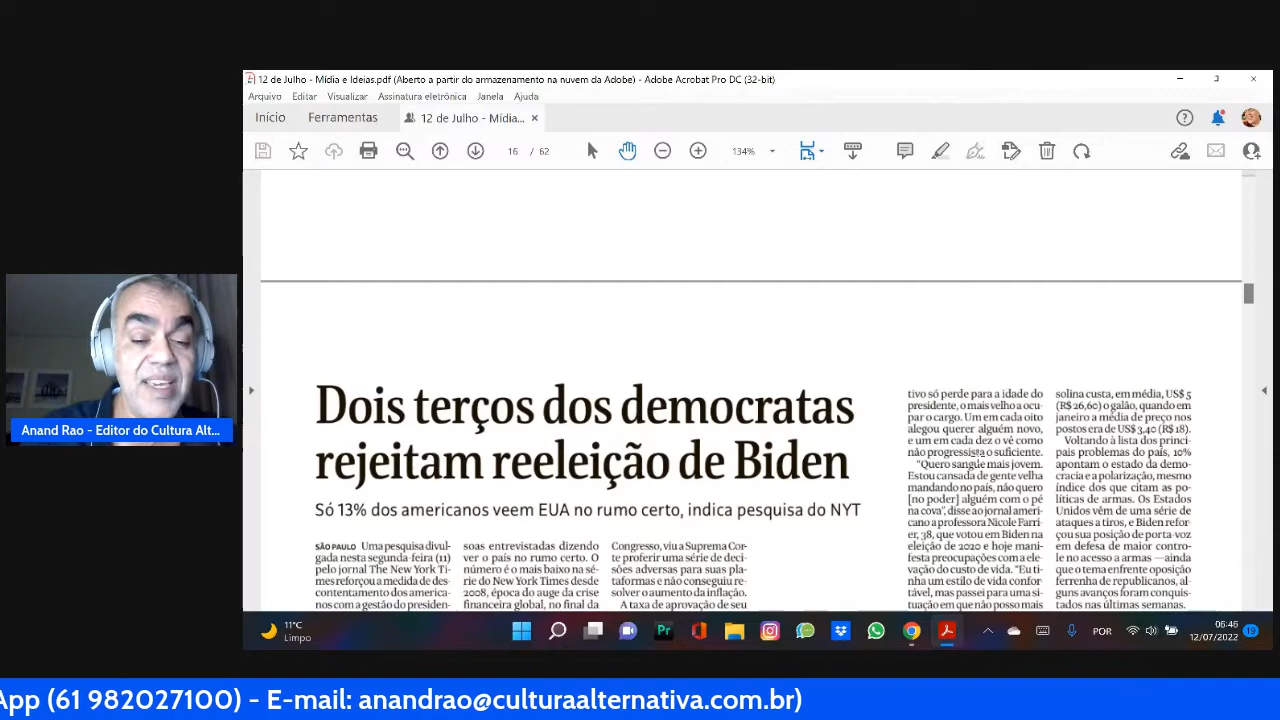 12 de Julho - Mídia e Ideias.pdf (Aberto a partir do armazenamento na nuvem da Adobe) - Adobe Acrobat Pro DC (32-bit)
Arquivo Editar Visualizar Assinatura eletrônica Janela Ajuda
Início Ferramentas 12 de Julho - Mídia... ×
16 / 62 134%
Dois terços dos democratas
rejeitam reeleição de Biden
Só 13% dos americanos veem EUA no rumo certo, indica pesquisa do NYT
SÃO PAULO Uma pesquisa divul-
gada nesta segunda-feira (11)
pelo jornal The New York Ti-
mes reforçou a medida de des-
contentamento dos america-
nos com a gestão do presiden-
soas entrevistadas dizendo
ver o país no rumo certo. O
número é o mais baixo na sé-
rie do New York Times desde
2008, época do auge da crise
financeira global, no final da
Congresso, viu a Suprema Cor-
te proferir uma série de deci-
sões adversas para suas pla-
taformas e não conseguiu re-
solver o aumento da inflação.
A taxa de aprovação de seu
tivo só perde para a idade do
presidente, o mais velho a ocu-
par o cargo. Um em cada oito
alegou querer alguém novo,
e um em cada dez o vê como
não progressista o suficiente.
“Quero sangue mais jovem.
Estou cansada de gente velha
mandando no país, não quero
[no poder] alguém com o pé
na cova”, disse ao jornal ameri-
cano a professora Nicole Farri-
er, 38, que votou em Biden na
eleição de 2020 e hoje mani-
festa preocupações com a ele-
vação do custo de vida. “Eu ti-
nha um estilo de vida confor-
tável, mas passei para uma si-
tuação em que não posso mais
solina custa, em média, US$ 5
(R$ 26,60) o galão, quando em
janeiro a média de preço nos
postos era de US$ 3,40 (R$ 18).
Voltando à lista dos princi-
pais problemas do país, 10%
apontam o estado da demo-
cracia e a polarização, mesmo
índice dos que citam as po-
líticas de armas. Os Estados
Unidos vêm de uma série de
ataques a tiros, e Biden refor-
çou sua posição de porta-voz
em defesa de maior contro-
le no acesso a armas —ainda
que o tema enfrente oposição
ferrenha de republicanos, al-
guns avanços foram conquis-
tados nas últimas semanas.
Anand Rao - Editor do Cultura Alt...
11°C
Limpo
Pr
POR
06:46
12/07/2022
19
App (61 982027100) - E-mail: anandrao@culturaalternativa.com.br)